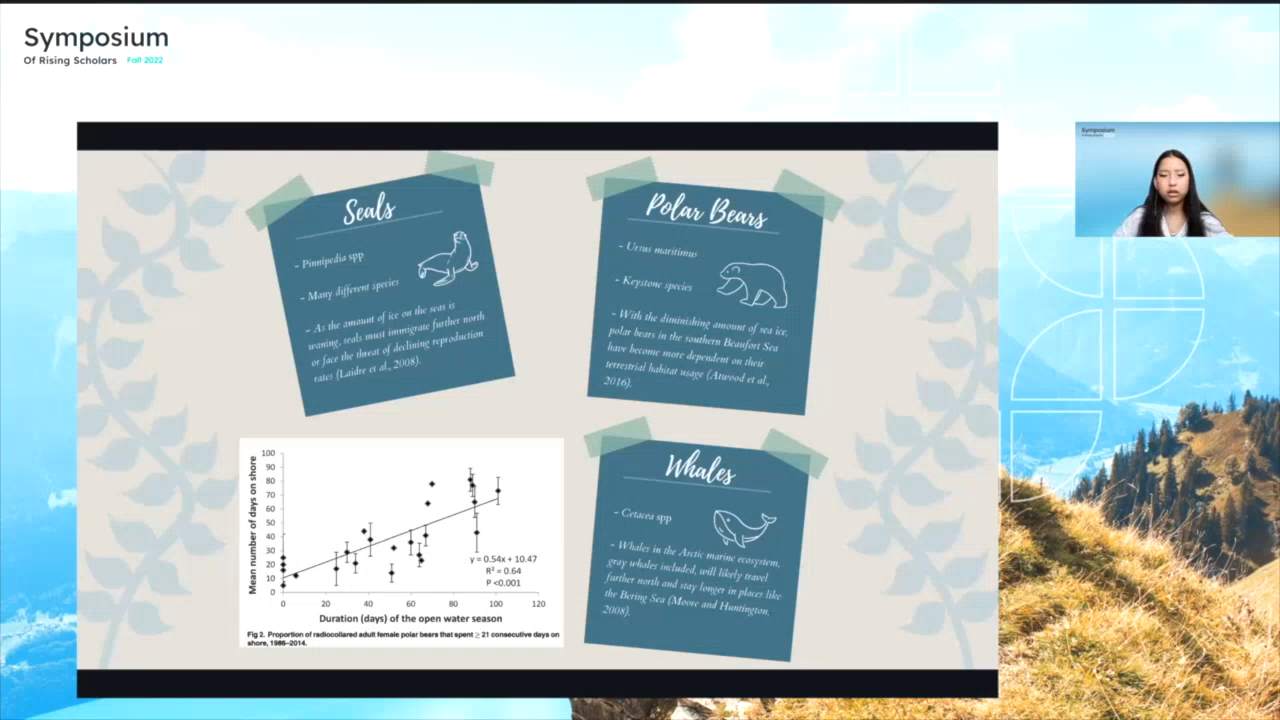 Symposium
Of Rising Scholars Fall 2022
Symposium
Seals
- Pinnipedia spp
- Many different species
- As the amount of ice on the seas is
waning, seals must immigrate further north
or face the threat of declining reproduction
rates (Laidre et al., 2008).
Polar Bears
- Ursus maritimus
- Keystone species
- With the diminishing amount of sea ice,
polar bears in the southern Beaufort Sea
have become more dependent on their
terrestrial habitat usage (Atwood et al.,
2016).
Mean number of days on shore
100
90
80
70
60
50
40
30
20
10
0
y = 0.54x + 10.47
R² = 0.64
P <0.001
0 20 40 60 80 100 120
Duration (days) of the open water season
Fig 2. Proportion of radiocollared adult female polar bears that spent ≥ 21 consecutive days on
shore, 1986–2014.
Whales
- Cetacea spp
- Whales in the Arctic marine ecosystem,
gray whales included, will likely travel
further north and stay longer in places like
the Bering Sea (Moore and Huntington,
2008).